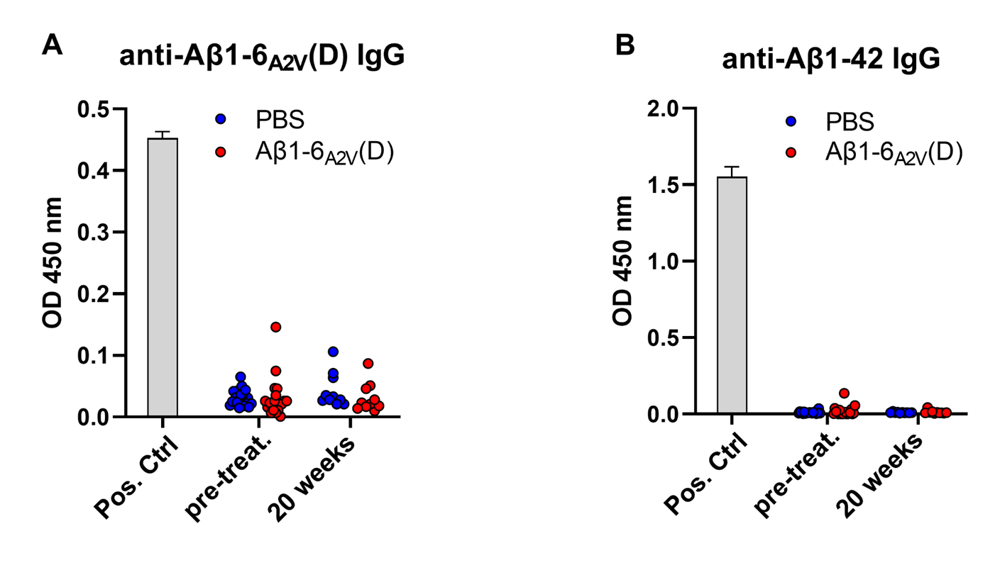 A
anti-Aβ1-6A2V(D) IgG
0.5
0.4
0.3
0.2
0.1
0.0
OD 450 nm
PBS
Aβ1-6A2V(D)
Pos. Ctrl
pre-treat.
20 weeks
B
anti-Aβ1-42 IgG
2.0
1.5
1.0
0.5
0.0
OD 450 nm
PBS
Aβ1-6A2V(D)
Pos. Ctrl
pre-treat.
20 weeks